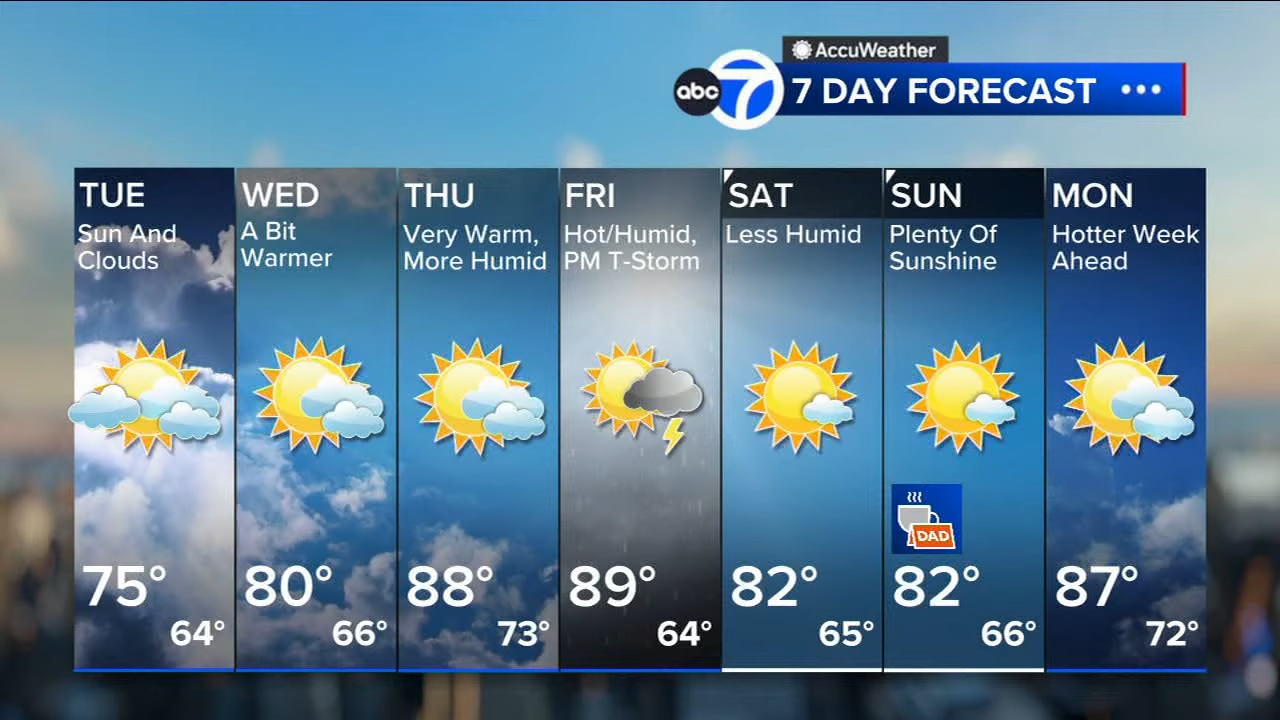 AccuWeather
abc 7 7 DAY FORECAST
TUE
Sun And
Clouds
75°
64°
WED
A Bit
Warmer
80°
66°
THU
Very Warm,
More Humid
88°
73°
FRI
Hot/Humid,
PM T-Storm
89°
64°
SAT
Less Humid
82°
65°
SUN
Plenty Of
Sunshine
DAD
82°
66°
MON
Hotter Week
Ahead
87°
72°